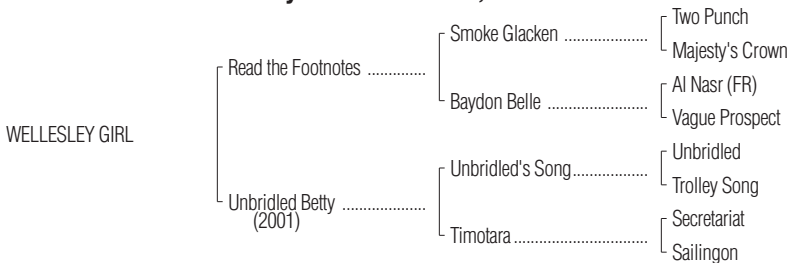 Smoke Glacken ....................
Two Punch
Majesty's Crown
Read the Footnotes ..............
Baydon Belle ........................
Al Nasr (FR)
Vague Prospect
WELLESLEY GIRL
Unbridled's Song..................
Unbridled
Trolley Song
Unbridled Betty ....................
(2001)
Timotara................................
Secretariat
Sailingon